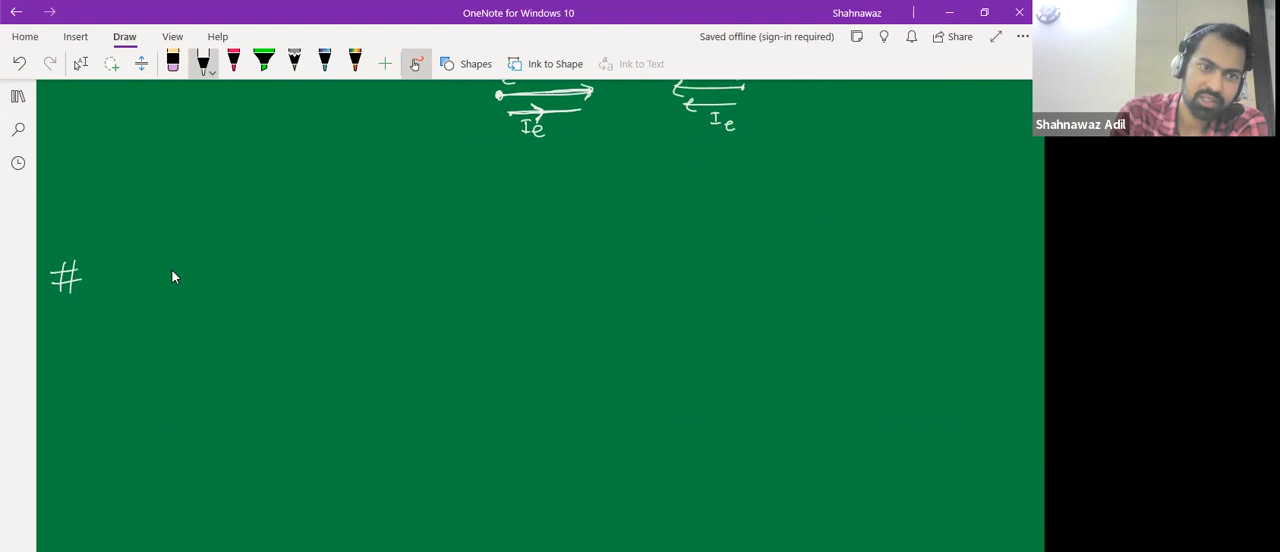 OneNote for Windows 10
Shahnawaz
Home Insert Draw View Help
Saved offline (sign-in required)
Share
Shapes
Ink to Shape
Ink to Text
Ie
Ie
Shahnawaz Adil
#